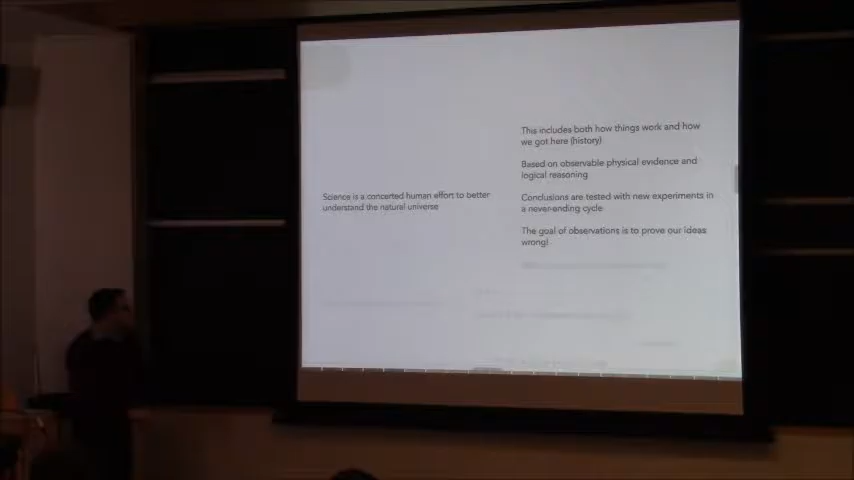 Science is a concerted human effort to better
understand the natural universe
This includes both how things work and how
we got here (history)
Based on observable physical evidence and
logical reasoning
Conclusions are tested with new experiments in
a never-ending cycle
The goal of observations is to prove our ideas
wrong!